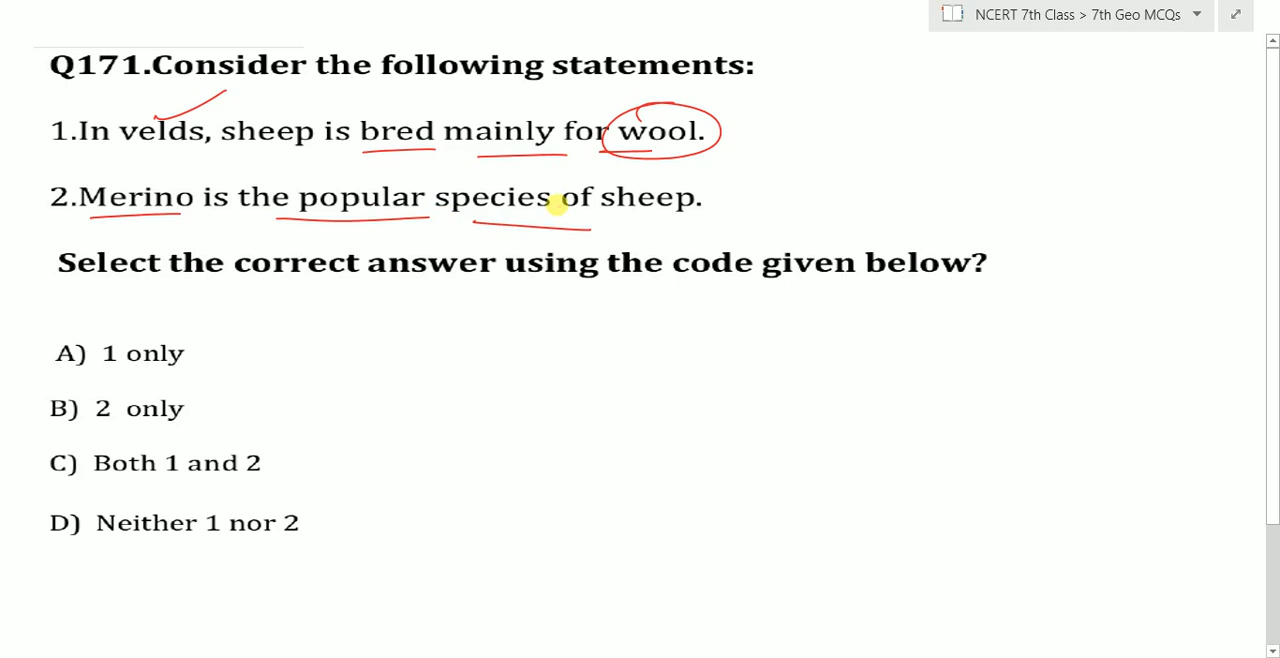 NCERT 7th Class > 7th Geo MCQs
Q171.Consider the following statements:
1.In velds, sheep is bred mainly for wool.
2.Merino is the popular species of sheep.
Select the correct answer using the code given below?
A) 1 only
B) 2 only
C) Both 1 and 2
D) Neither 1 nor 2